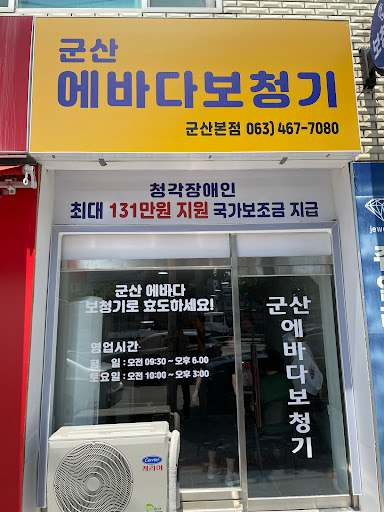 군산
에바다보청기
군산본점 063) 467-7080
청각장애인
최대 131만원 지원 국가보조금 지급
군산 에바다
보청기로 효도하세요!
영업시간
평 일 : 오전 09:30 ~ 오후 6:00
토요일 : 오전 10:00 ~ 오후 3:00
군산에바다보청기
Carrier
캐리어
jewe